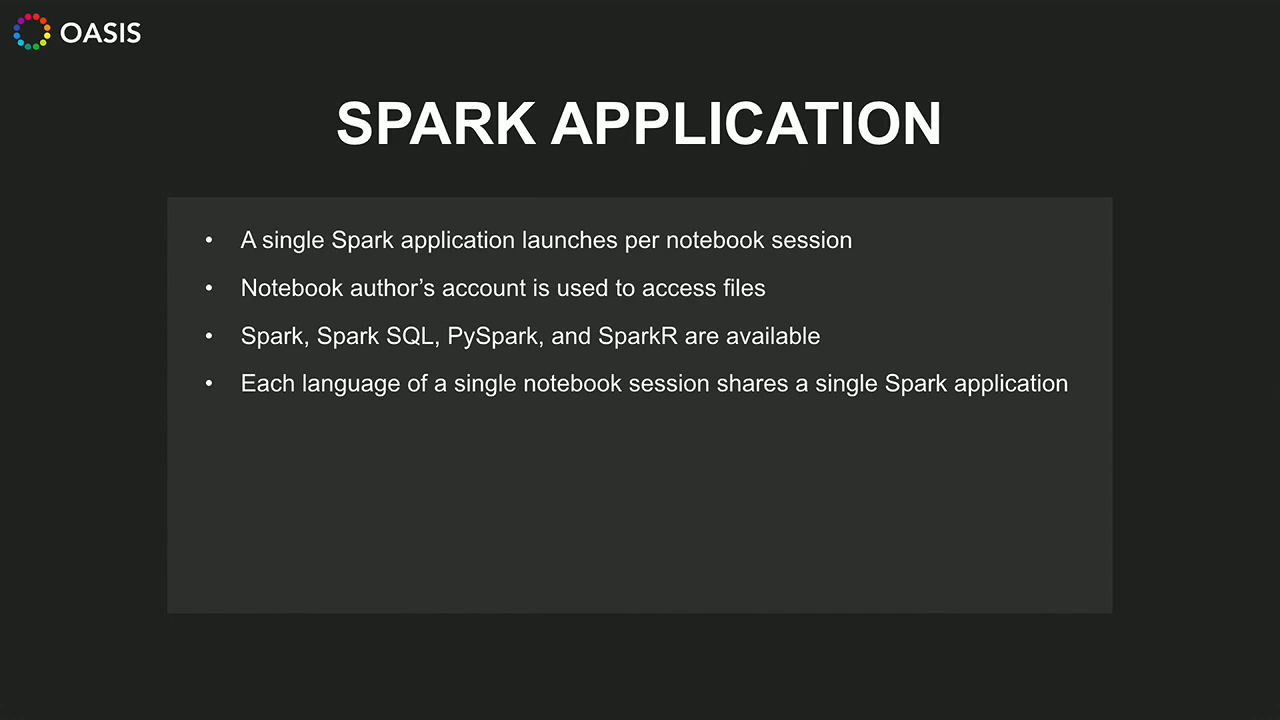 OASIS
SPARK APPLICATION
• A single Spark application launches per notebook session
• Notebook author’s account is used to access files
• Spark, Spark SQL, PySpark, and SparkR are available
• Each language of a single notebook session shares a single Spark application